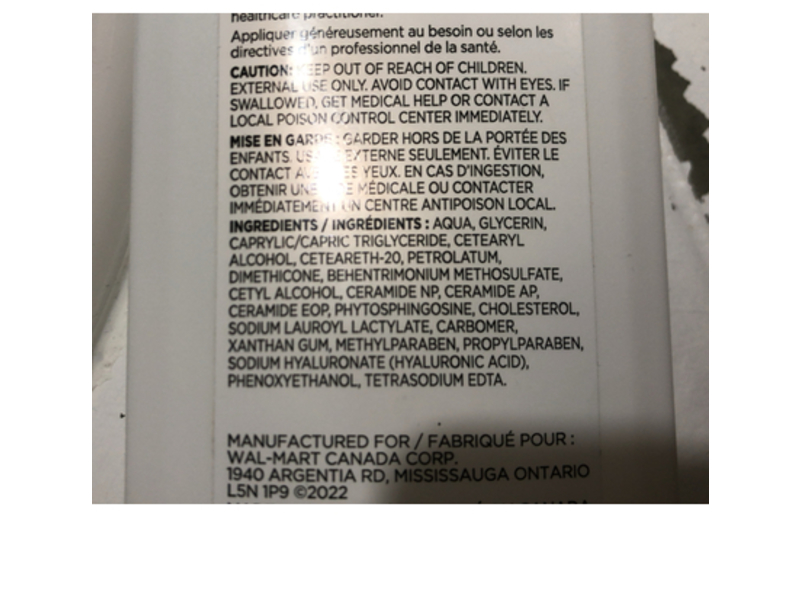 healthcare practitioner.
Appliquer généreusement au besoin ou selon les
directives d'un professionnel de la santé.
CAUTION: KEEP OUT OF REACH OF CHILDREN.
EXTERNAL USE ONLY. AVOID CONTACT WITH EYES. IF
SWALLOWED, GET MEDICAL HELP OR CONTACT A
LOCAL POISON CONTROL CENTER IMMEDIATELY.
MISE EN GARDE : GARDER HORS DE LA PORTÉE DES
ENFANTS. USAGE EXTERNE SEULEMENT. ÉVITER LE
CONTACT AVEC LES YEUX. EN CAS D'INGESTION,
OBTENIR UNE AIDE MÉDICALE OU CONTACTER
IMMÉDIATEMENT UN CENTRE ANTIPOISON LOCAL.
INGREDIENTS / INGRÉDIENTS : AQUA, GLYCERIN,
CAPRYLIC/CAPRIC TRIGLYCERIDE, CETEARYL
ALCOHOL, CETEARETH-20, PETROLATUM,
DIMETHICONE, BEHENTRIMONIUM METHOSULFATE,
CETYL ALCOHOL, CERAMIDE NP, CERAMIDE AP,
CERAMIDE EOP, PHYTOSPHINGOSINE, CHOLESTEROL,
SODIUM LAUROYL LACTYLATE, CARBOMER,
XANTHAN GUM, METHYLPARABEN, PROPYLPARABEN,
SODIUM HYALURONATE (HYALURONIC ACID),
PHENOXYETHANOL, TETRASODIUM EDTA.
MANUFACTURED FOR / FABRIQUÉ POUR :
WAL-MART CANADA CORP.
1940 ARGENTIA RD, MISSISSAUGA ONTARIO
L5N 1P9 ©2022